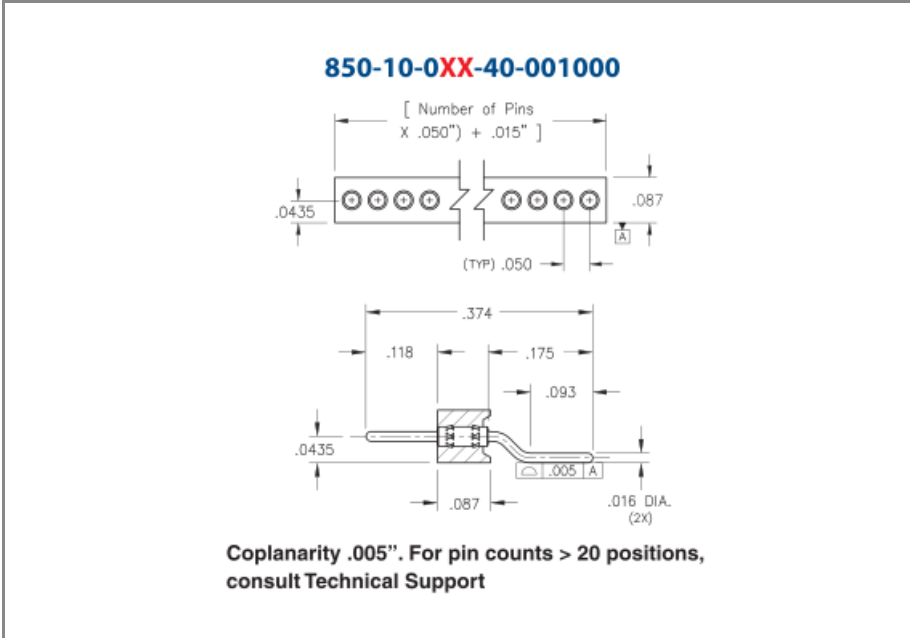 850-10-0XX-40-001000
[ Number of Pins
X .050") + .015" ]
.0435
.087
A
(TYP) .050
.374
.118
.175
.093
.0435
⌓ .005 A
.087
.016 DIA.
(2X)
Coplanarity .005”. For pin counts > 20 positions,
consult Technical Support